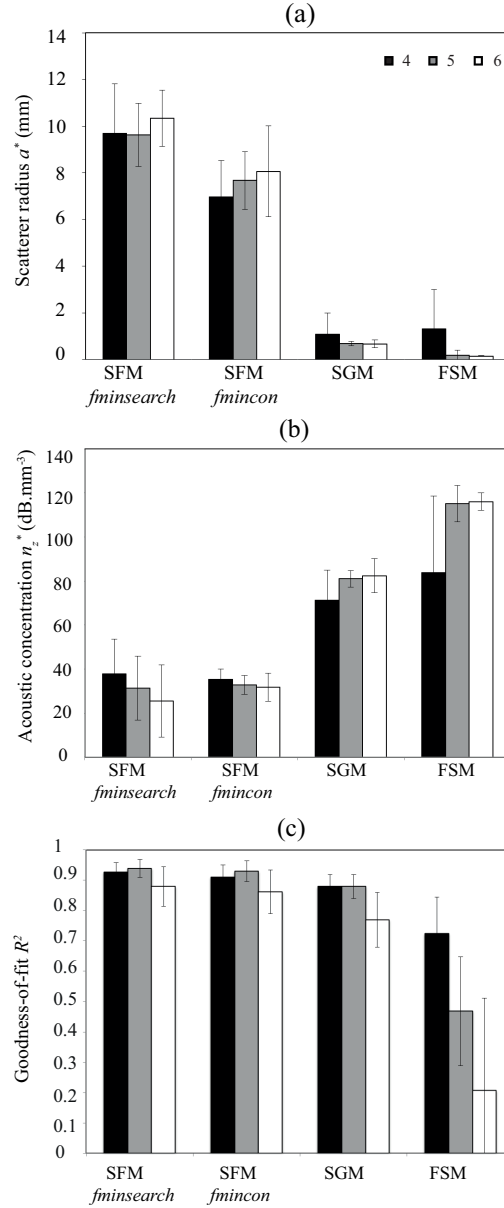 (a)
Scatterer radius a* (mm)
14
12
10
8
6
4
2
0
4 5 6
SFM SFM SGM FSM
fminsearch fmincon
(b)
Acoustic concentration n_z* (dB.mm⁻³)
140
120
100
80
60
40
20
0
SFM SFM SGM FSM
fminsearch fmincon
(c)
Goodness-of-fit R²
1
0.9
0.8
0.7
0.6
0.5
0.4
0.3
0.2
0.1
0
SFM SFM SGM FSM
fminsearch fmincon